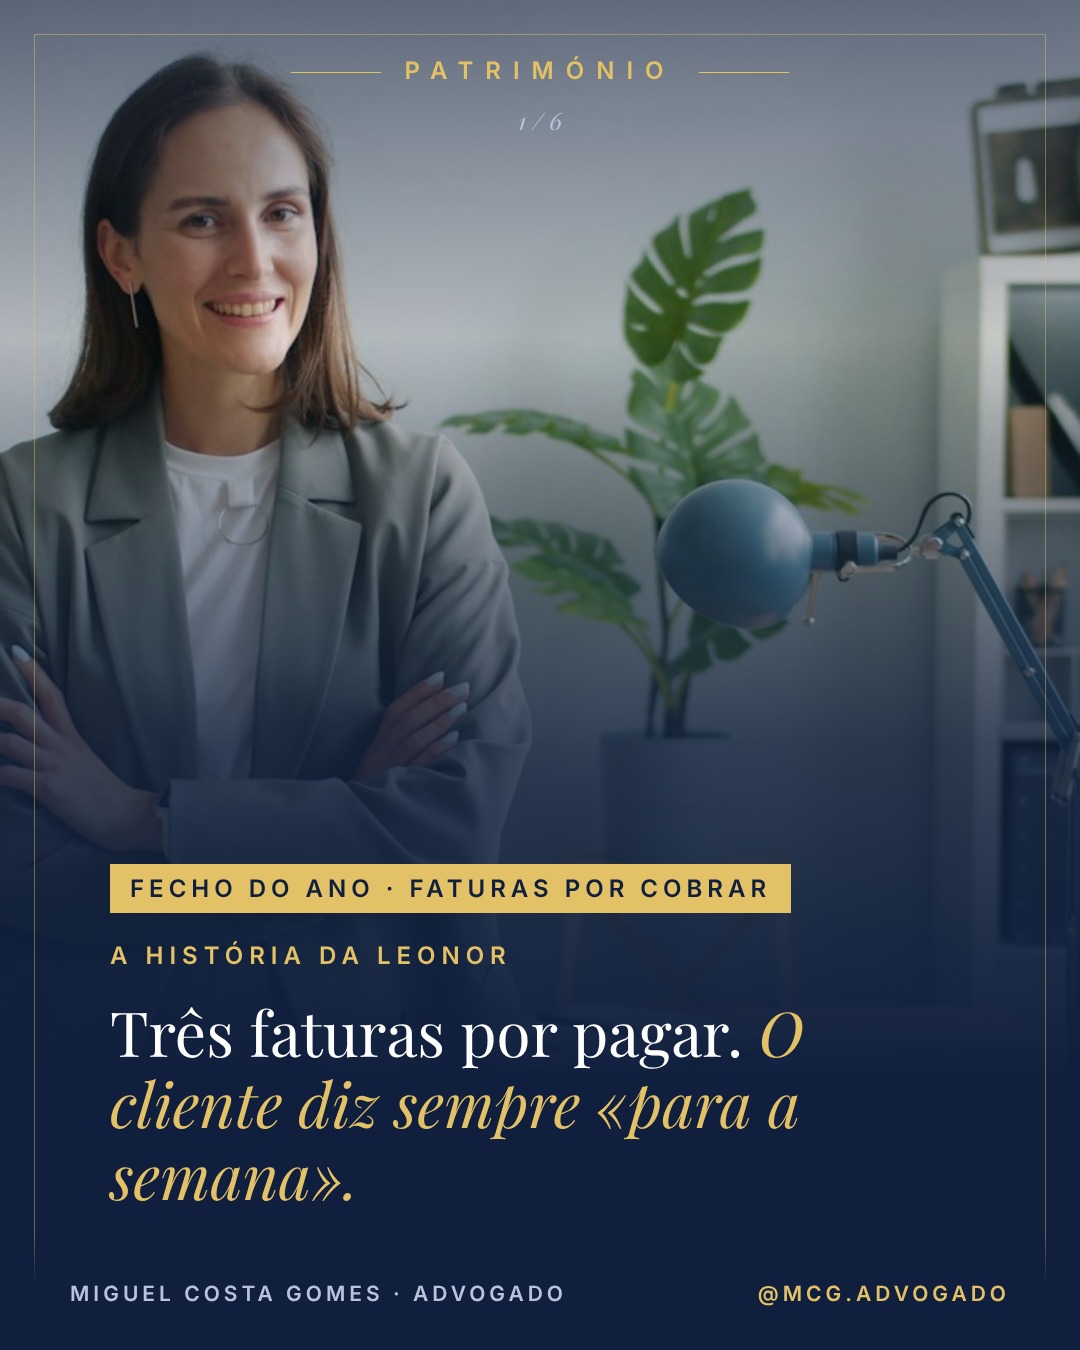 PATRIMÓNIO
1/6
FECHO DO ANO · FATURAS POR COBRAR
A HISTÓRIA DA LEONOR
Três faturas por pagar. O
cliente diz sempre «para a
semana».
MIGUEL COSTA GOMES · ADVOGADO
@MCG.ADVOGADO